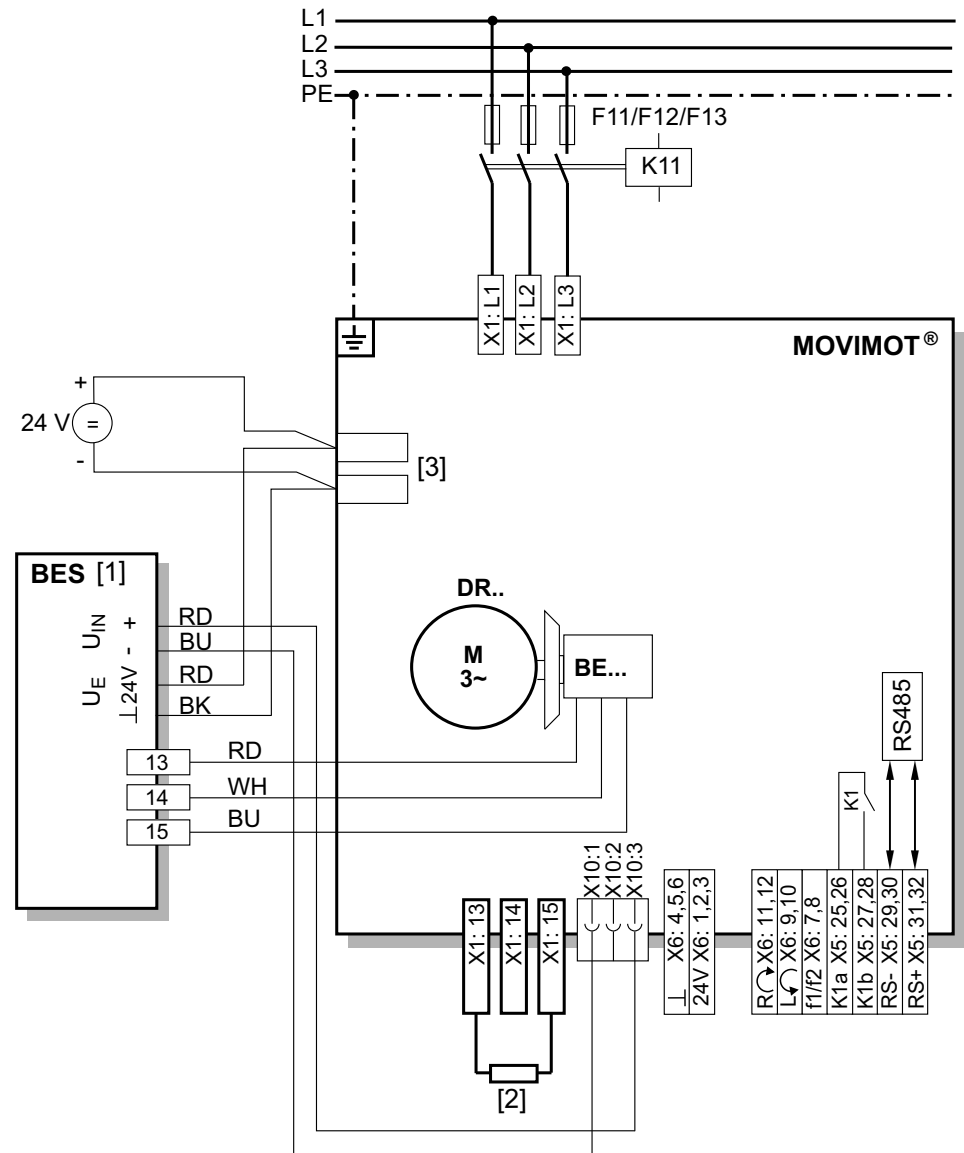 L1
L2
L3
PE
F11/F12/F13
K11
X1: L1
X1: L2
X1: L3
MOVIMOT®
+
24 V
=
-
[3]
BES [1]
UIN
+
-
UE
⊥24V
RD
BU
RD
BK
DR..
M
3~
BE...
13
RD
14
WH
15
BU
RS485
K1
X10:1
X10:2
X10:3
X1: 13
X1: 14
X1: 15
⊥ X6: 4,5,6
24V X6: 1,2,3
R X6: 11,12
L X6: 9,10
f1/f2 X6: 7,8
K1a X5: 25,26
K1b X5: 27,28
RS- X5: 29,30
RS+ X5: 31,32
[2]